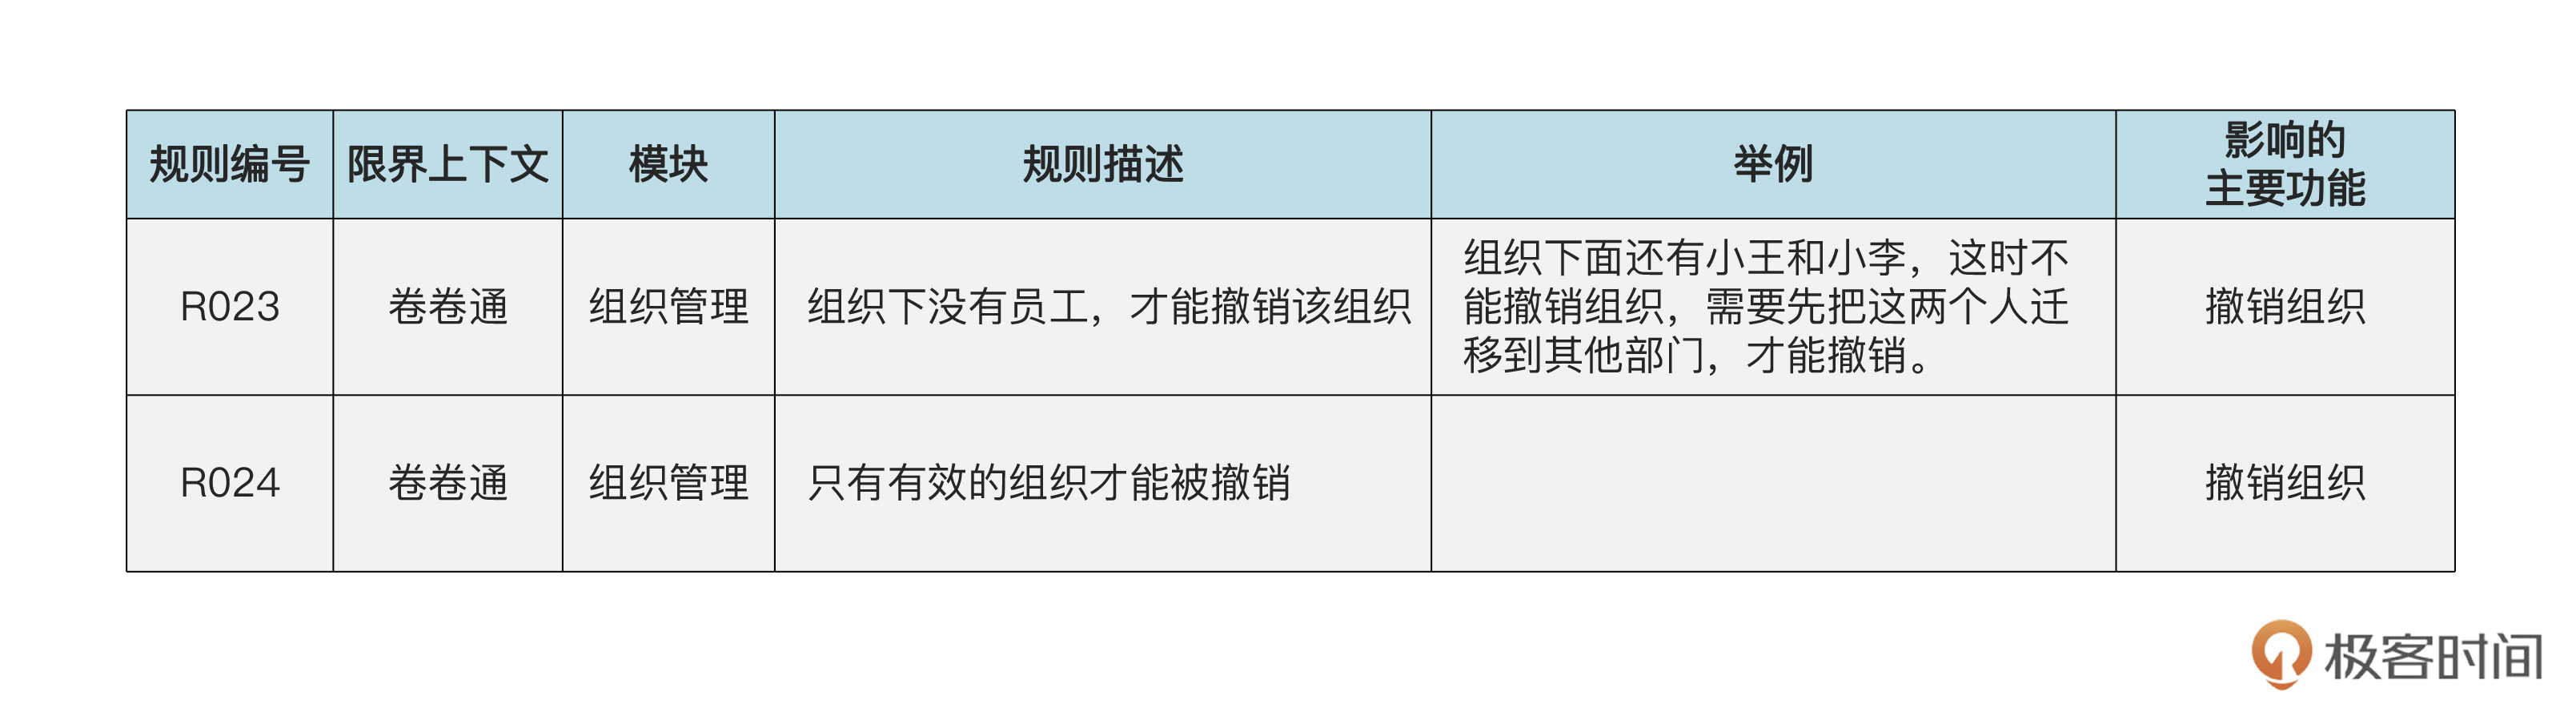 规则编号 限界上下文 模块 规则描述 举例 影响的
主要功能
R023 卷卷通 组织管理 组织下没有员工，才能撤销该组织 组织下面还有小王和小李，这时不
能撤销组织，需要先把这两个人迁
移到其他部门，才能撤销。 撤销组织
R024 卷卷通 组织管理 只有有效的组织才能被撤销 撤销组织
极客时间